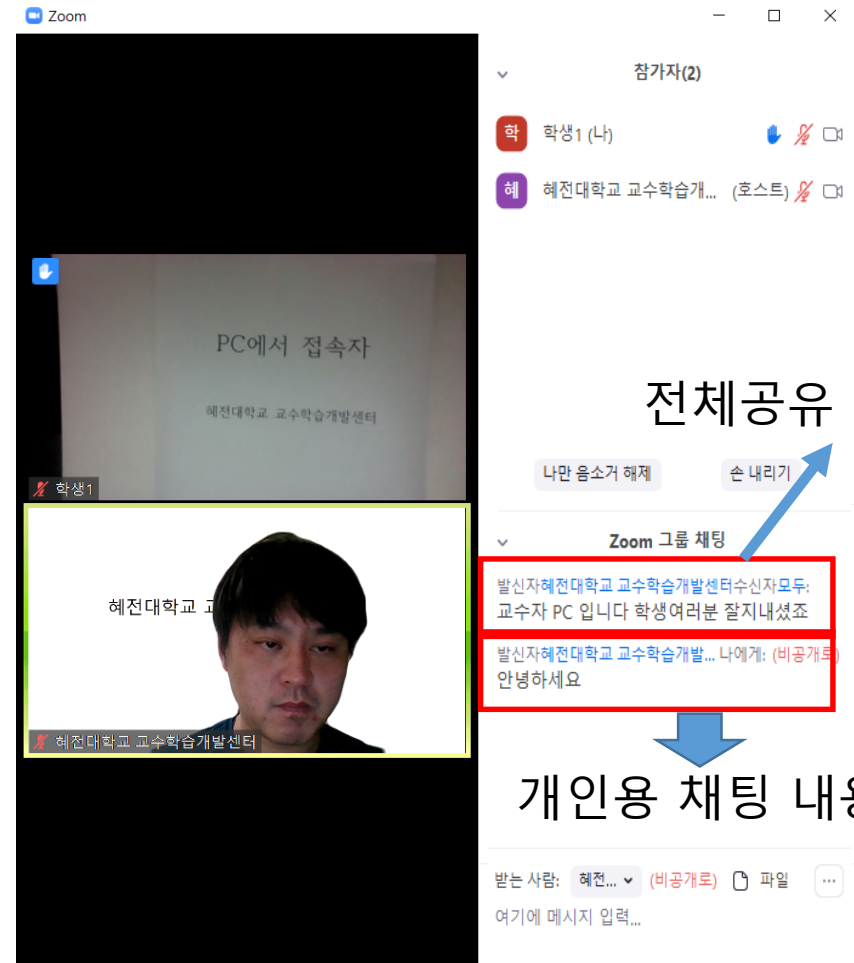 Zoom
참가자(2)
학 학생1 (나)
혜 혜전대학교 교수학습개... (호스트)
PC에서 접속자
혜전대학교 교수학습개발센터
학생1
전체공유
나만 음소거 해제 손 내리기
Zoom 그룹 채팅
발신자혜전대학교 교수학습개발센터수신자모두:
교수자 PC 입니다 학생여러분 잘지내셨죠
발신자혜전대학교 교수학습개발... 나에게: (비공개로)
안녕하세요
혜전대학교
혜전대학교 교수학습개발센터
개인용 채팅 내용
받는 사람: 혜전... (비공개로) 파일 ...
여기에 메시지 입력...